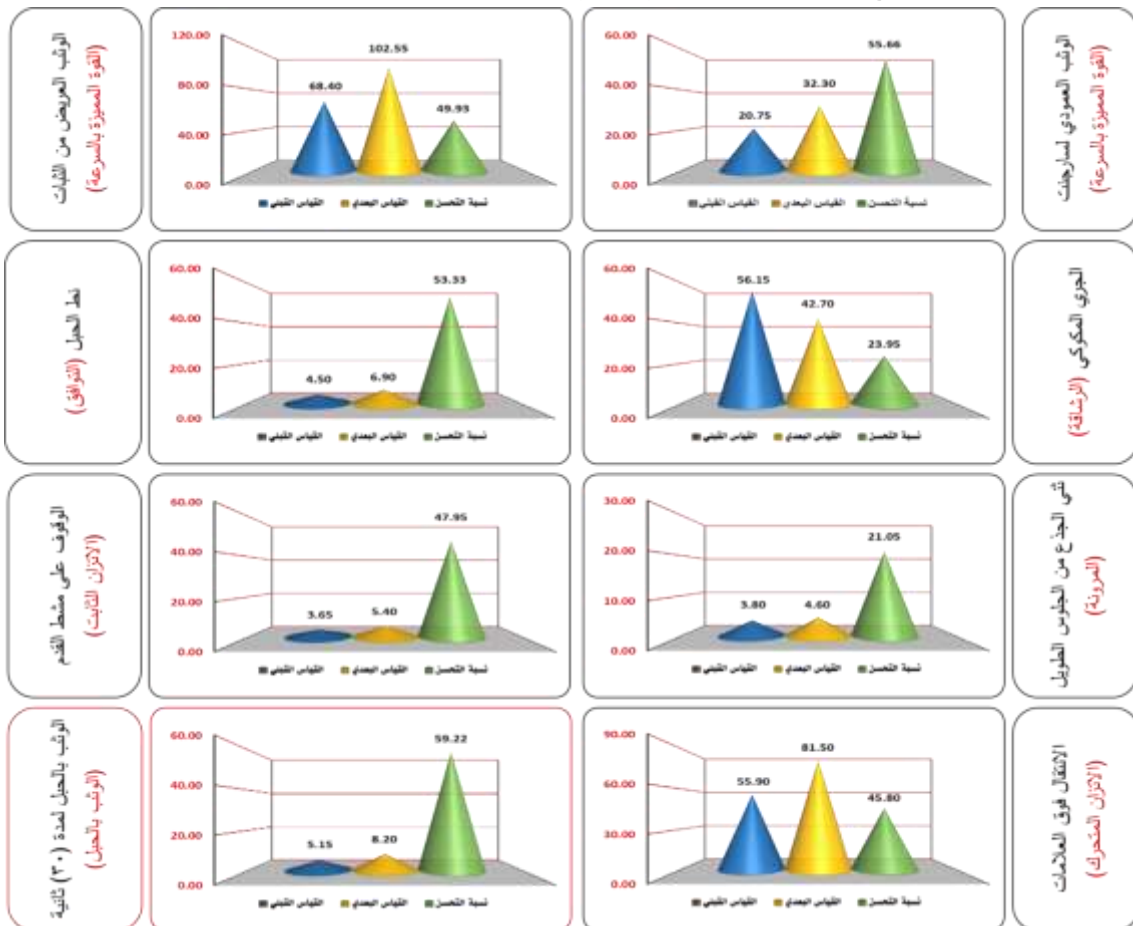 الوثب العمودي لسارجنت
(القوة المميزة بالسرعة)
60.00
40.00
20.00
0.00
20.75
32.30
55.66
القياس القبلي
القياس البعدي
نسبة التحسن
الوثب العريض من الثبات
(القوة المميزة بالسرعة)
120.00
80.00
40.00
0.00
68.40
102.55
49.93
القياس القبلي
القياس البعدي
نسبة التحسن
الجري المكوكي (الرشاقة)
60.00
40.00
20.00
0.00
56.15
42.70
23.95
القياس القبلي
القياس البعدي
نسبة التحسن
نط الحبل (التوافق)
60.00
40.00
20.00
0.00
4.50
6.90
53.33
القياس القبلي
القياس البعدي
نسبة التحسن
ثني الجذع من الجلوس الطويل
(المرونة)
30.00
20.00
10.00
0.00
3.80
4.60
21.05
القياس القبلي
القياس البعدي
نسبة التحسن
الوقوف على مشط القدم
(الاتزان الثابت)
60.00
40.00
20.00
0.00
3.65
5.40
47.95
القياس القبلي
القياس البعدي
نسبة التحسن
الانتقال فوق العلامات
(الاتزان المتحرك)
90.00
60.00
30.00
0.00
55.90
81.50
45.80
القياس القبلي
القياس البعدي
نسبة التحسن
الوثب بالحبل لمدة (٣٠) ثانية
(الوثب بالحبل)
60.00
40.00
20.00
0.00
5.15
8.20
59.22
القياس القبلي
القياس البعدي
نسبة التحسن